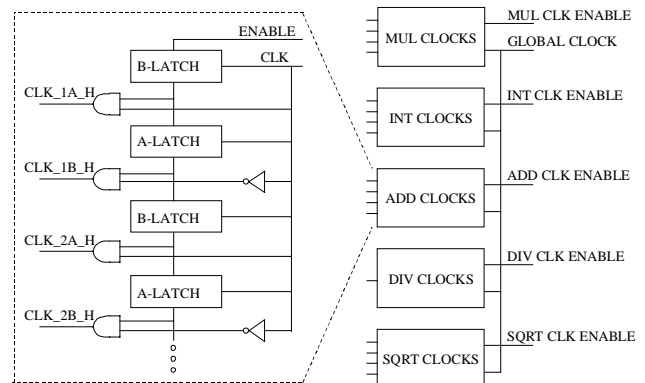 ENABLE
CLK
B-LATCH
CLK_1A_H
A-LATCH
CLK_1B_H
B-LATCH
CLK_2A_H
A-LATCH
CLK_2B_H
MUL CLOCKS
MUL CLK ENABLE
GLOBAL CLOCK
INT CLOCKS
INT CLK ENABLE
ADD CLOCKS
ADD CLK ENABLE
DIV CLOCKS
DIV CLK ENABLE
SQRT CLOCKS
SQRT CLK ENABLE